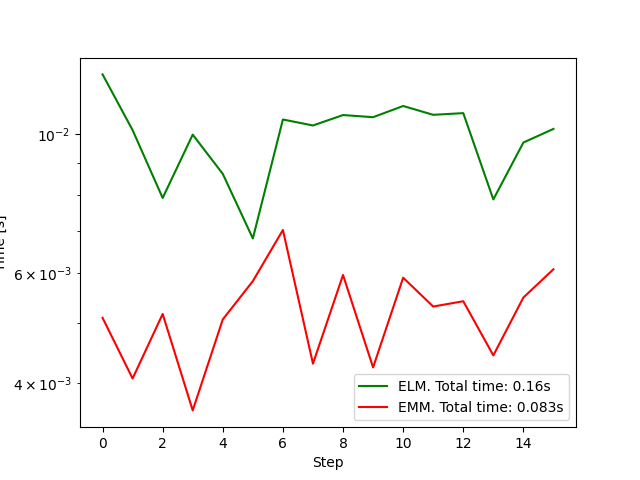 10⁻²
6 × 10⁻³
4 × 10⁻³
Time [s]
ELM. Total time: 0.16s
EMM. Total time: 0.083s
0 2 4 6 8 10 12 14
Step